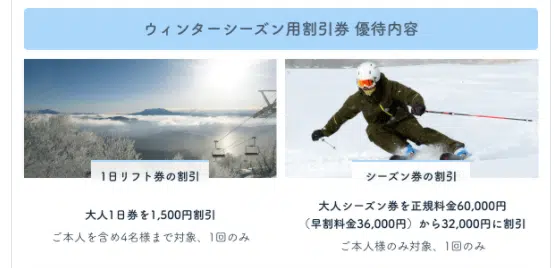 ウィンターシーズン用割引券 優待内容
1日リフト券の割引
大人1日券を1,500円割引
ご本人を含め4名様まで対象、1回のみ
シーズン券の割引
大人シーズン券を正規料金60,000円
（早割料金36,000円）から32,000円に割引
ご本人様のみ対象、1回のみ